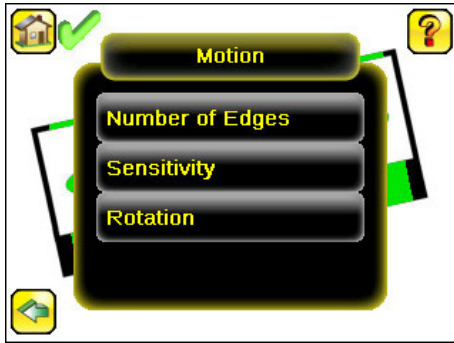 ?
Motion
Number of Edges
Sensitivity
Rotation